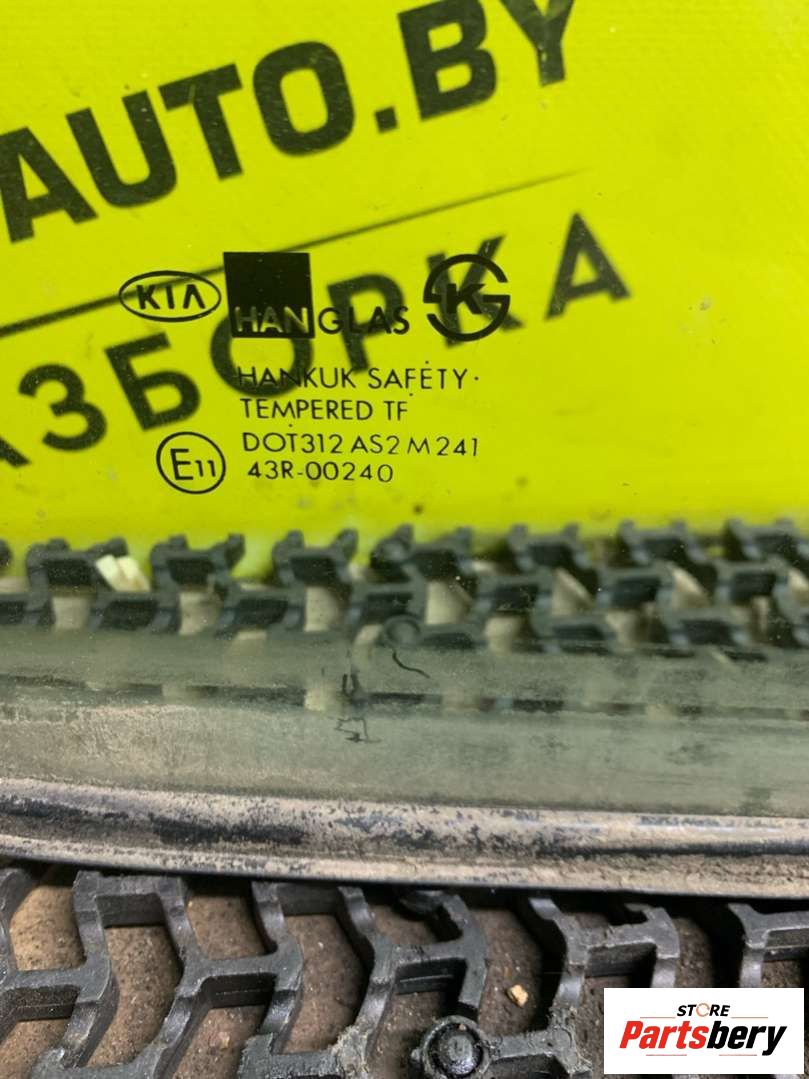 AUTO.BY
АЗБОРКА
KIA
HANGLAS
K
HANKUK SAFETY
TEMPERED TF
DOT312 AS2 M241
E11
43R-00240
STORE
Partsbery